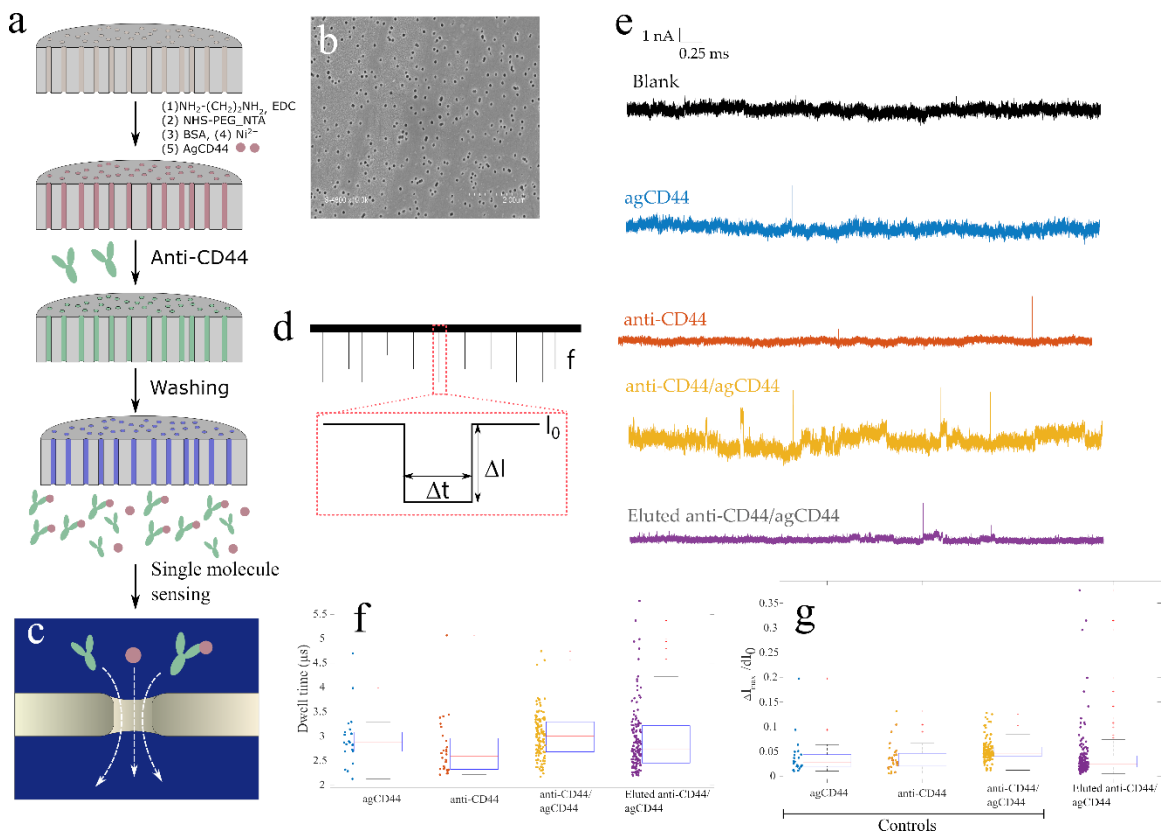 a
(1)NH2-(CH2)2NH2, EDC
(2) NHS-PEG_NTA
(3) BSA, (4) Ni2−
(5) AgCD44
Anti-CD44
Washing
Single molecule
sensing
b
2.00um
c
d
f
I0
ΔI
Δt
e
1 nA
0.25 ms
Blank
agCD44
anti-CD44
anti-CD44/agCD44
Eluted anti-CD44/agCD44
f
Dwell time (μs)
5.5
5
4.5
4
3.5
3
2.5
2
agCD44
anti-CD44
anti-CD44/
agCD44
Eluted anti-CD44/
agCD44
g
ΔImax/dI0
0.35
0.3
0.25
0.2
0.15
0.1
0.05
0
agCD44
anti-CD44
anti-CD44/
agCD44
Eluted anti-CD44/
agCD44
Controls